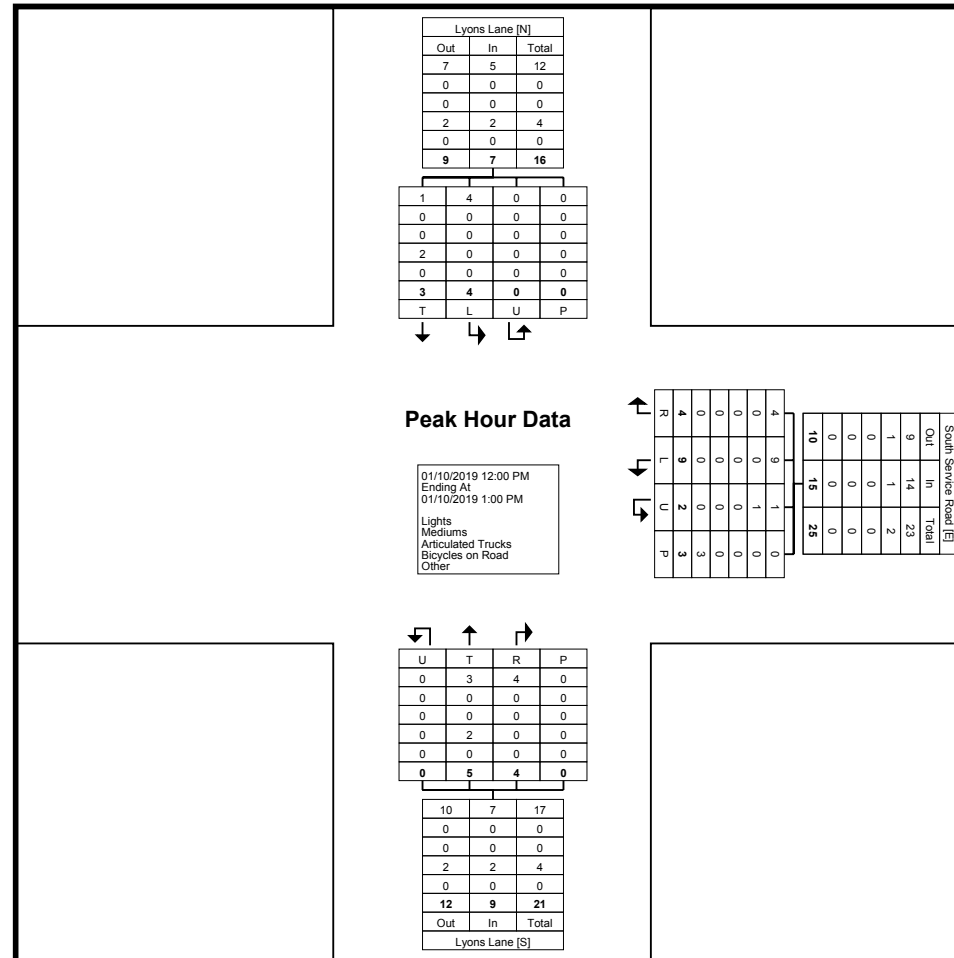 Lyons Lane [N]
Out In Total
7 5 12
0 0 0
0 0 0
2 2 4
0 0 0
9 7 16
1 4 0 0
0 0 0 0
0 0 0 0
2 0 0 0
0 0 0 0
3 4 0 0
T L U P
Peak Hour Data
01/10/2019 12:00 PM
Ending At
01/10/2019 1:00 PM
Lights
Mediums
Articulated Trucks
Bicycles on Road
Other
South Service Road [E]
Out In Total
9 14 23
1 1 2
0 0 0
0 0 0
0 0 0
10 15 25
4 9 1 0
0 0 1 0
0 0 0 0
0 0 0 0
0 0 0 3
4 9 2 3
R L U P
U T R P
0 3 4 0
0 0 0 0
0 0 0 0
0 2 0 0
0 0 0 0
0 5 4 0
10 7 17
0 0 0
0 0 0
2 2 4
0 0 0
12 9 21
Out In Total
Lyons Lane [S]